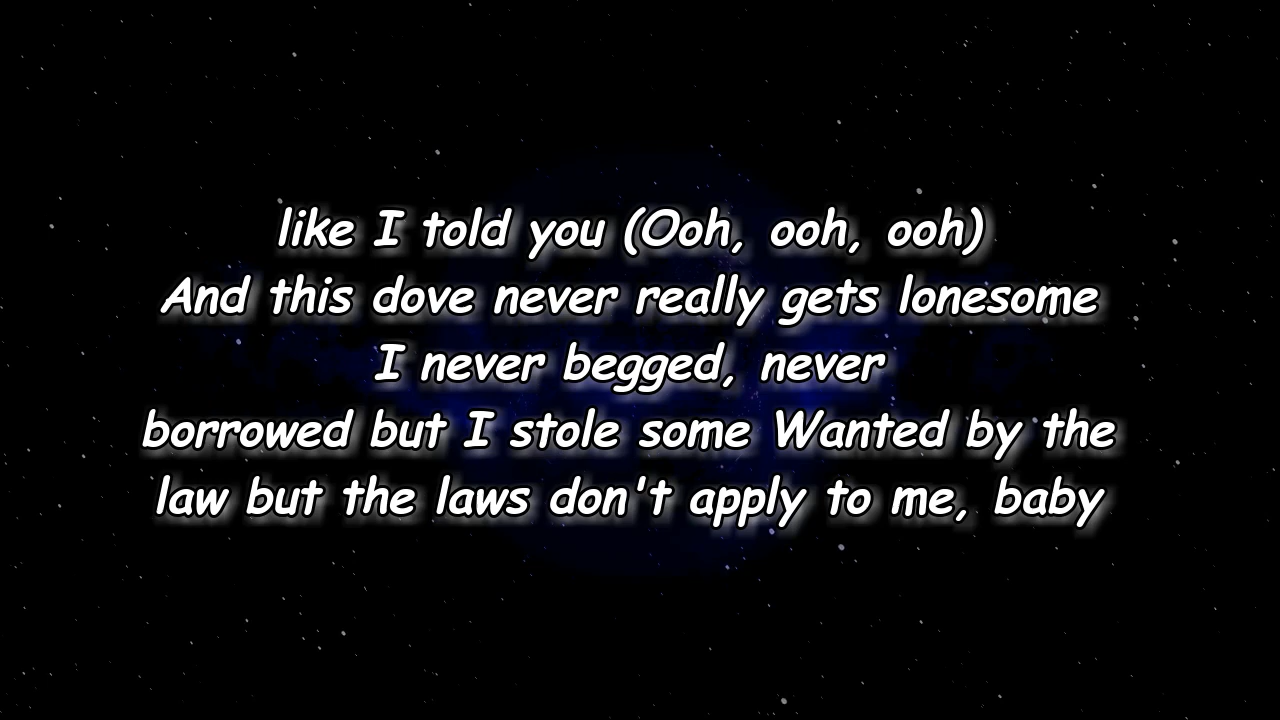 like I told you (Ooh, ooh, ooh)
And this dove never really gets lonesome
I never begged, never
borrowed but I stole some Wanted by the
law but the laws don't apply to me, baby